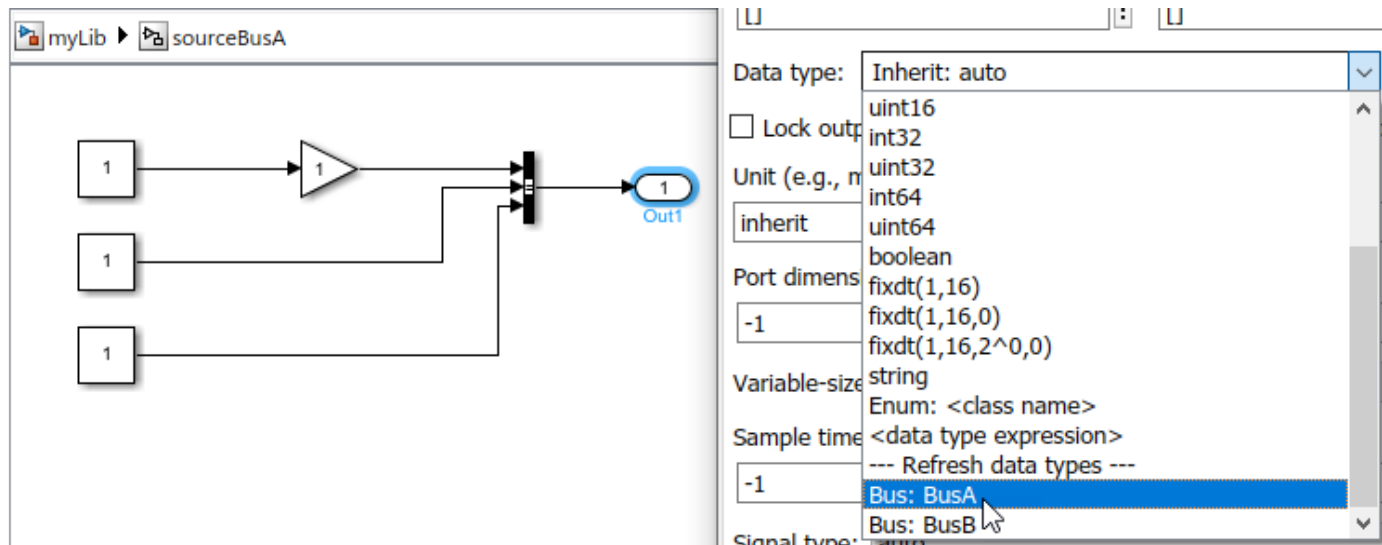 myLib sourceBusA
1
1
1
1
1
Out1
[]
:
[]
Data type: Inherit: auto
uint16
Lock outp
int32
uint32
Unit (e.g., m
int64
inherit
uint64
boolean
Port dimens
fixdt(1,16)
fixdt(1,16,0)
-1
fixdt(1,16,2^0,0)
Variable-size
string
Enum: <class name>
Sample time
<data type expression>
--- Refresh data types ---
-1
Bus: BusA
Bus: BusB
Signal type: